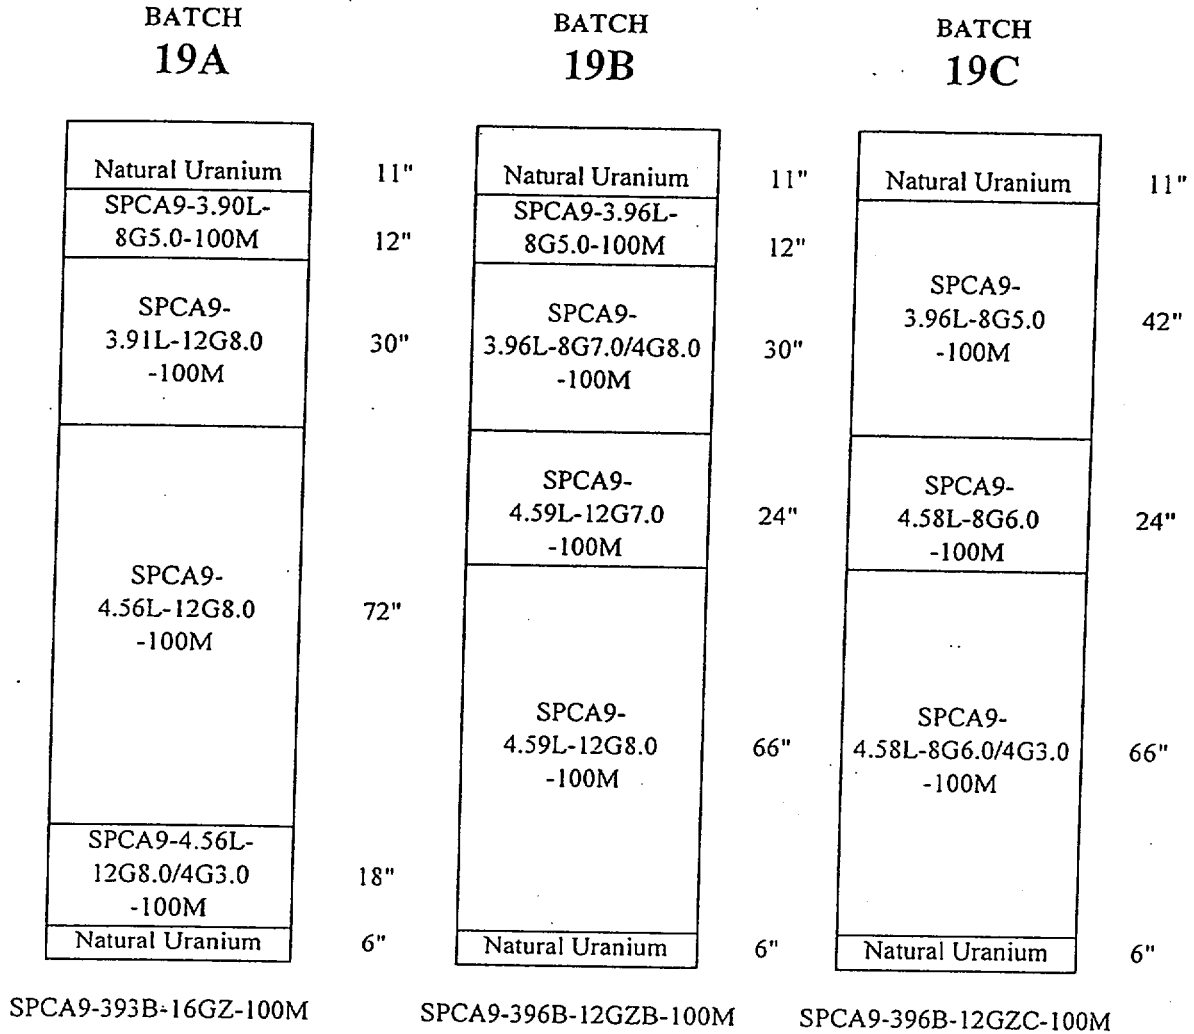 BATCH
19A
Natural Uranium 11"
SPCA9-3.90L-
8G5.0-100M 12"
SPCA9-
3.91L-12G8.0 30"
-100M
SPCA9-
4.56L-12G8.0 72"
-100M
SPCA9-4.56L-
12G8.0/4G3.0 18"
-100M
Natural Uranium 6"
SPCA9-393B-16GZ-100M
BATCH
19B
Natural Uranium 11"
SPCA9-3.96L-
8G5.0-100M 12"
SPCA9-
3.96L-8G7.0/4G8.0 30"
-100M
SPCA9-
4.59L-12G7.0 24"
-100M
SPCA9-
4.59L-12G8.0 66"
-100M
Natural Uranium 6"
SPCA9-396B-12GZB-100M
BATCH
19C
Natural Uranium 11"
SPCA9-
3.96L-8G5.0 42"
-100M
SPCA9-
4.58L-8G6.0 24"
-100M
SPCA9-
4.58L-8G6.0/4G3.0 66"
-100M
Natural Uranium 6"
SPCA9-396B-12GZC-100M